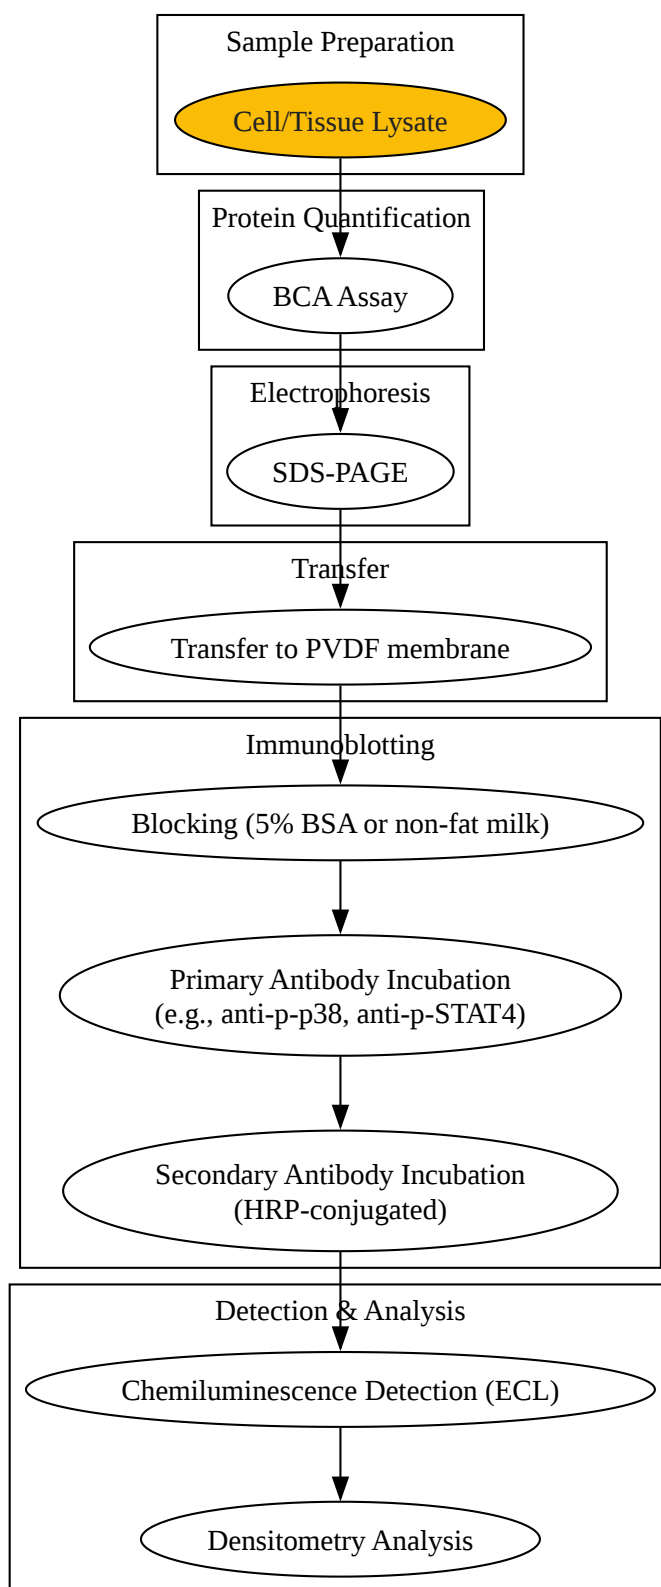 Sample Preparation
Cell/Tissue Lysate
Protein Quantification
BCA Assay
Electrophoresis
SDS-PAGE
Transfer
Transfer to PVDF membrane
Immunoblotting
Blocking (5% BSA or non-fat milk)
Primary Antibody Incubation
(e.g., anti-p-p38, anti-p-STAT4)
Secondary Antibody Incubation
(HRP-conjugated)
Detection & Analysis
Chemiluminescence Detection (ECL)
Densitometry Analysis